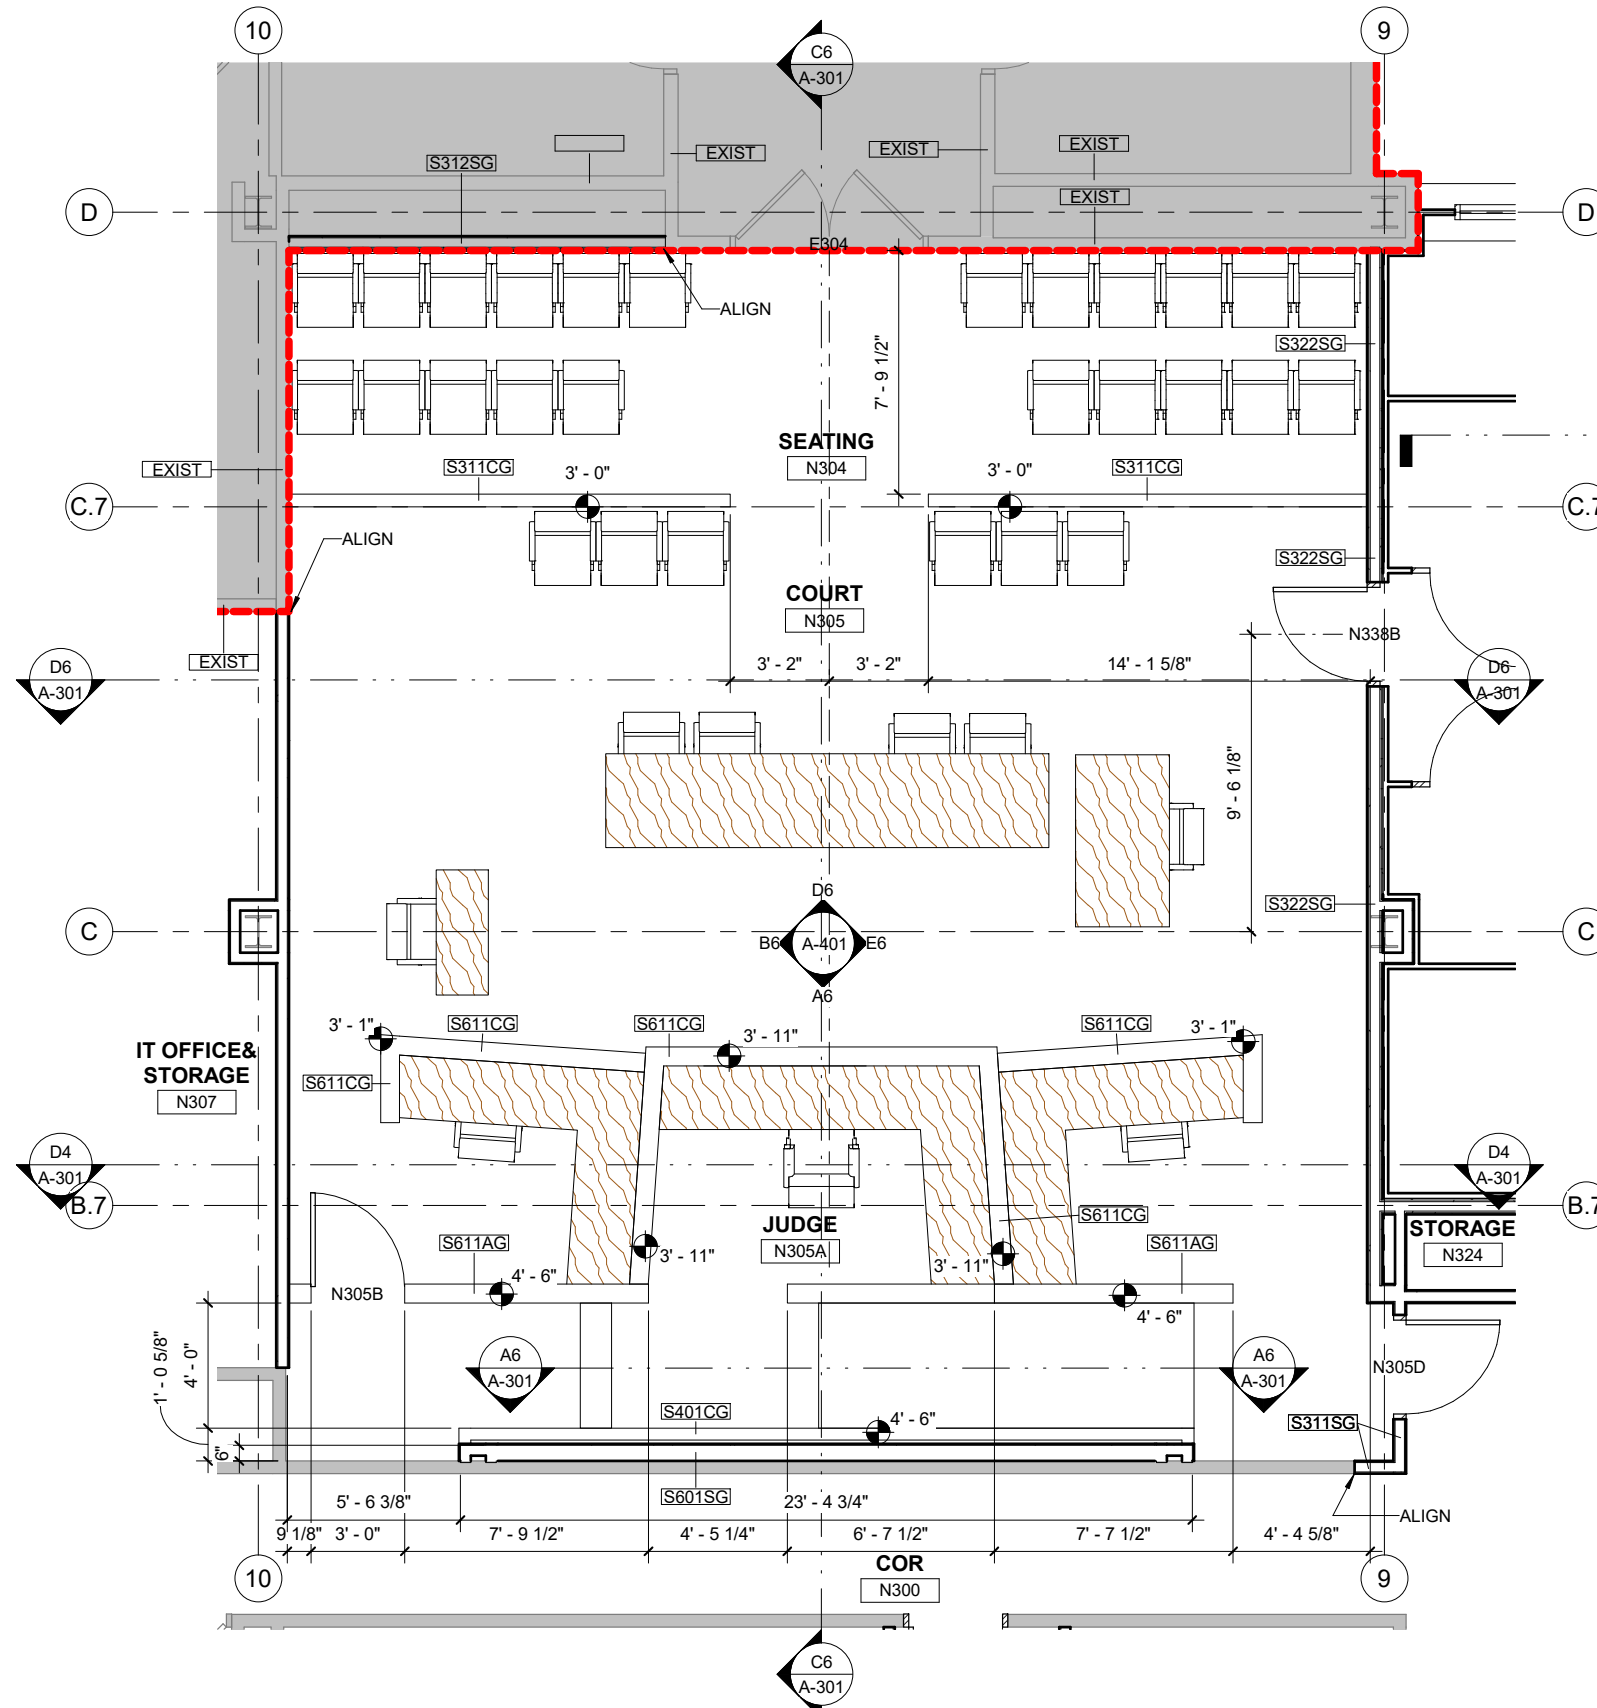 10
C6
A-301
9
S312SG
EXIST
EXIST
EXIST
EXIST
D
D
E304
ALIGN
S322SG
7' - 9 1/2"
SEATING
N304
EXIST
S311CG
3' - 0"
3' - 0"
S311CG
C.7
C.7
ALIGN
S322SG
COURT
N305
N338B
EXIST
D6
A-301
3' - 2"
3' - 2"
14' - 1 5/8"
D6
A-301
9' - 6 1/8"
D6
S322SG
C
B6
A-401
E6
C
A6
3' - 1"
S611CG
S611CG
3' - 11"
S611CG
3' - 1"
IT OFFICE&
STORAGE
N307
S611CG
D4
A-301
D4
A-301
B.7
S611CG
B.7
JUDGE
N305A
STORAGE
N324
S611AG
3' - 11"
3' - 11"
S611AG
4' - 6"
N305B
4' - 6"
1' - 0 5/8"
4' - 0"
A6
A-301
A6
A-301
N305D
S401CG
4' - 6"
S311SG
6"
S601SG
5' - 6 3/8"
23' - 4 3/4"
ALIGN
9 1/8"
3' - 0"
7' - 9 1/2"
4' - 5 1/4"
6' - 7 1/2"
7' - 7 1/2"
4' - 4 5/8"
10
COR
N300
9
C6
A-301